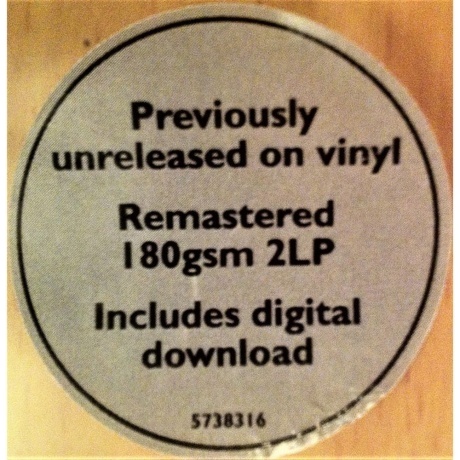 Previously
unreleased on vinyl
Remastered
180gsm 2LP
Includes digital
download
5738316